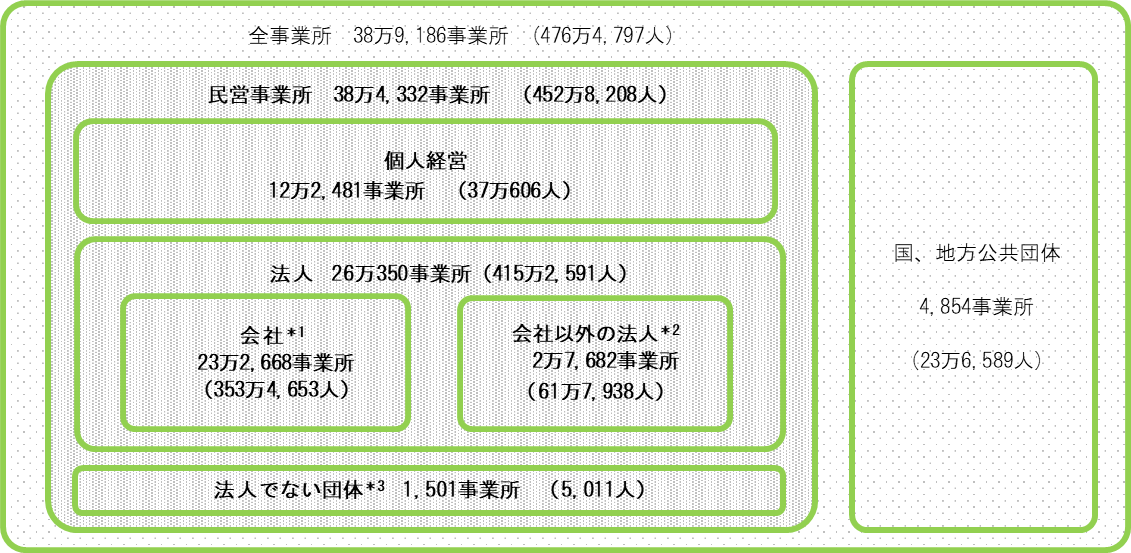 全事業所　38万9,186事業所　（476万4,797人）
民営事業所　38万4,332事業所　（452万8,208人）
個人経営
12万2,481事業所　（37万606人）
法人　26万350事業所（415万2,591人）
会社*1
23万2,668事業所
（353万4,653人）
会社以外の法人*2
2万7,682事業所
（61万7,938人）
法人でない団体*3　1,501事業所　（5,011人）
国、地方公共団体
4,854事業所
（23万6,589人）